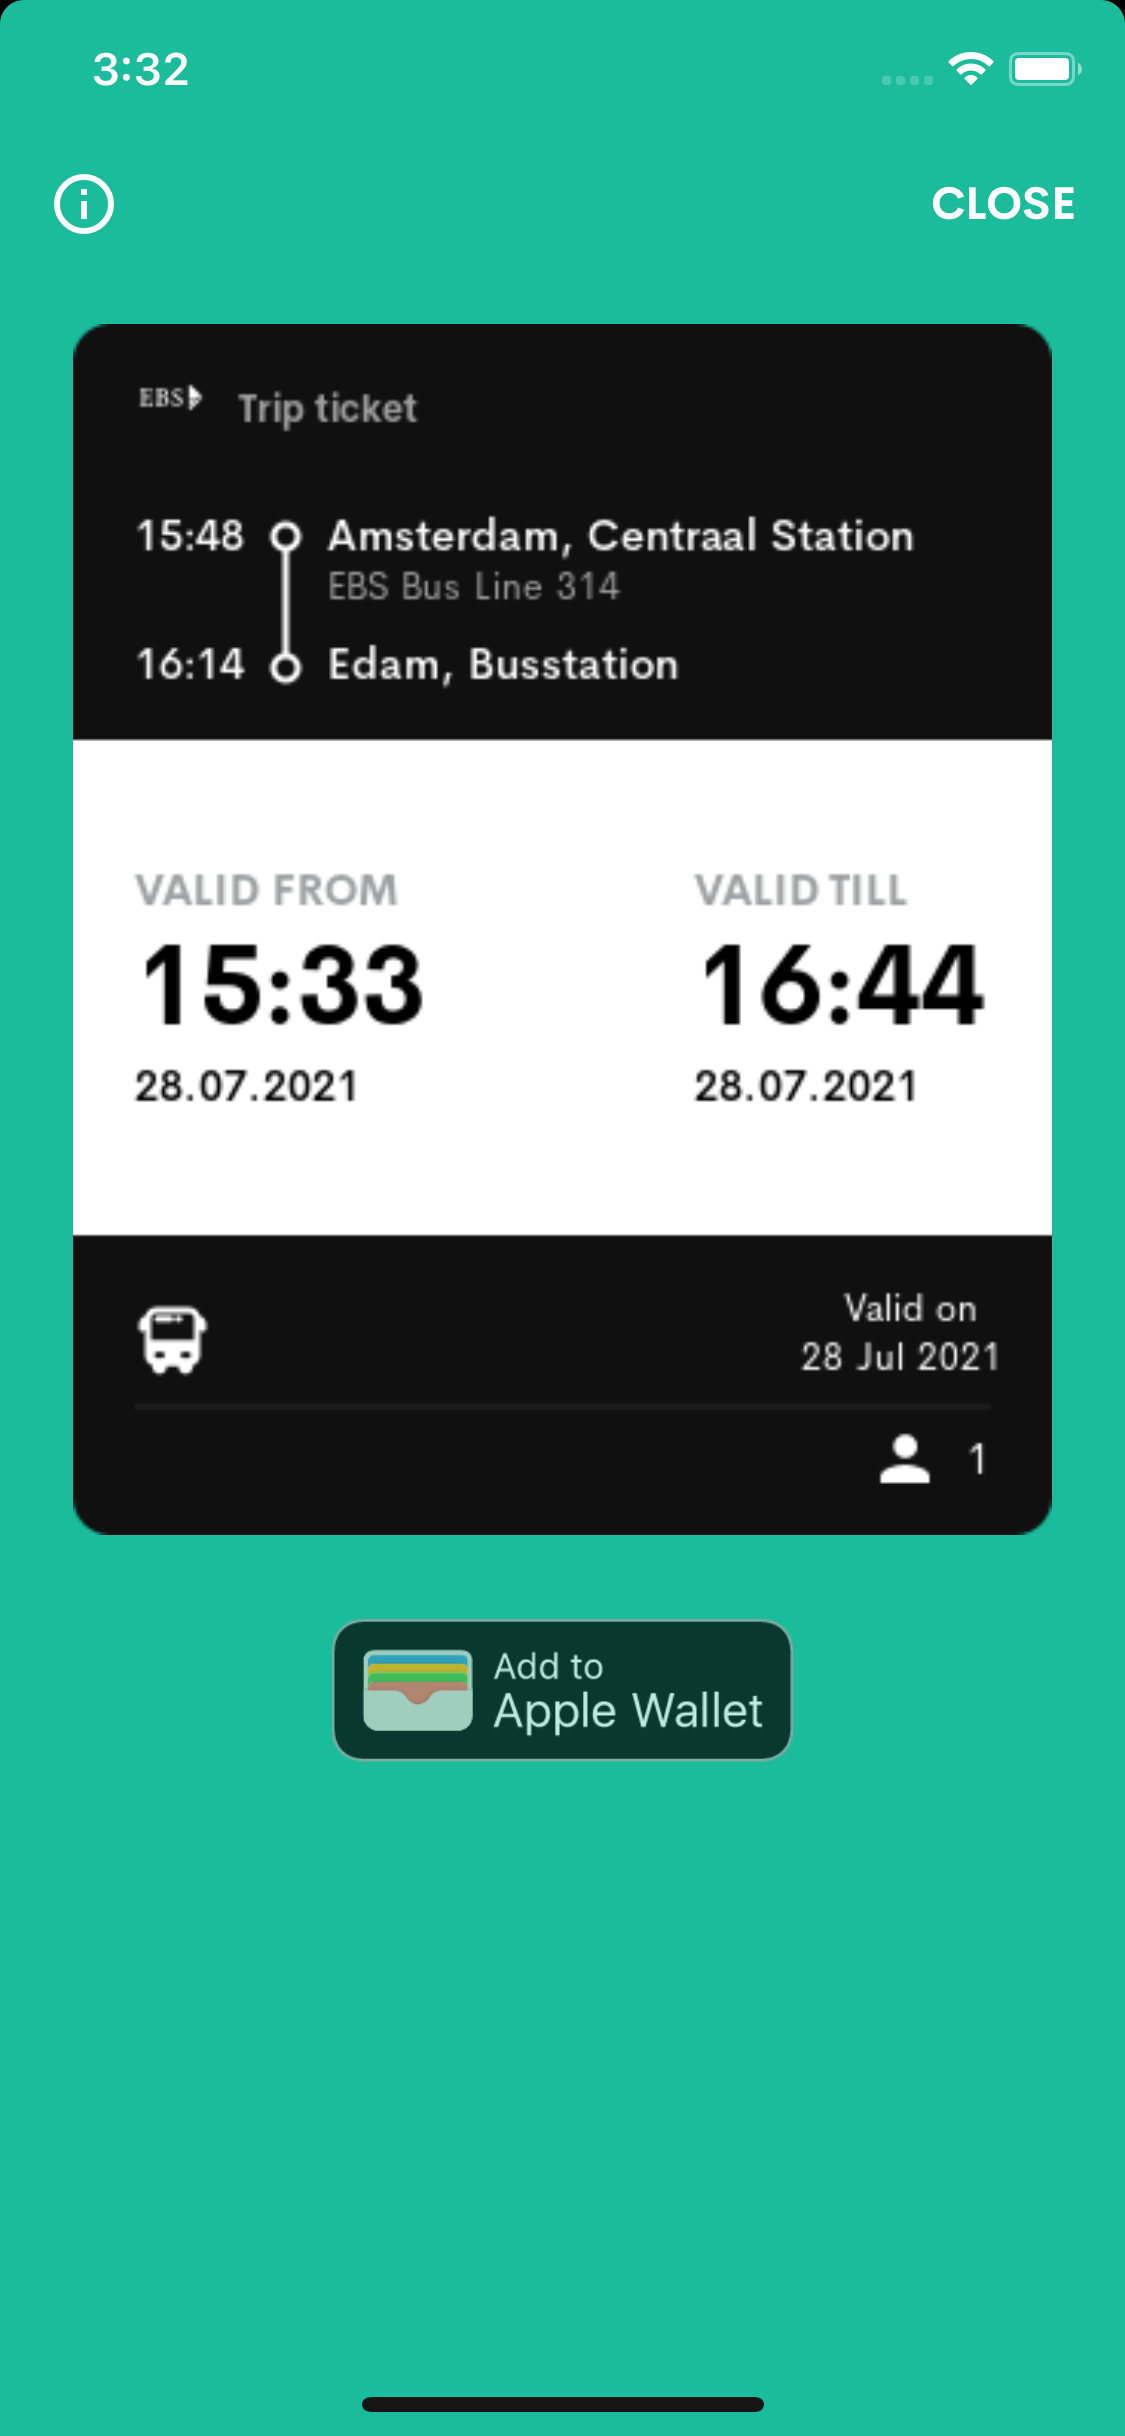 3:32
CLOSE
EBS Trip ticket
15:48 Amsterdam, Centraal Station
EBS Bus Line 314
16:14 Edam, Busstation
VALID FROM VALID TILL
15:33 16:44
28.07.2021 28.07.2021
Valid on
28 Jul 2021
1
Add to
Apple Wallet